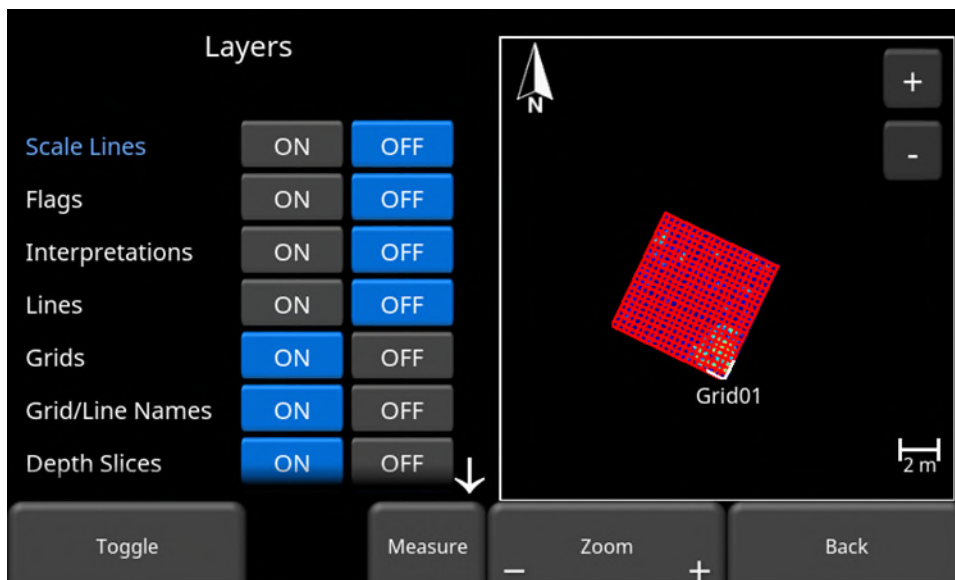 Layers
Scale Lines ON OFF
Flags ON OFF
Interpretations ON OFF
Lines ON OFF
Grids ON OFF
Grid/Line Names ON OFF
Depth Slices ON OFF
N
+
-
Grid01
2 m
Toggle
Measure
− Zoom +
Back